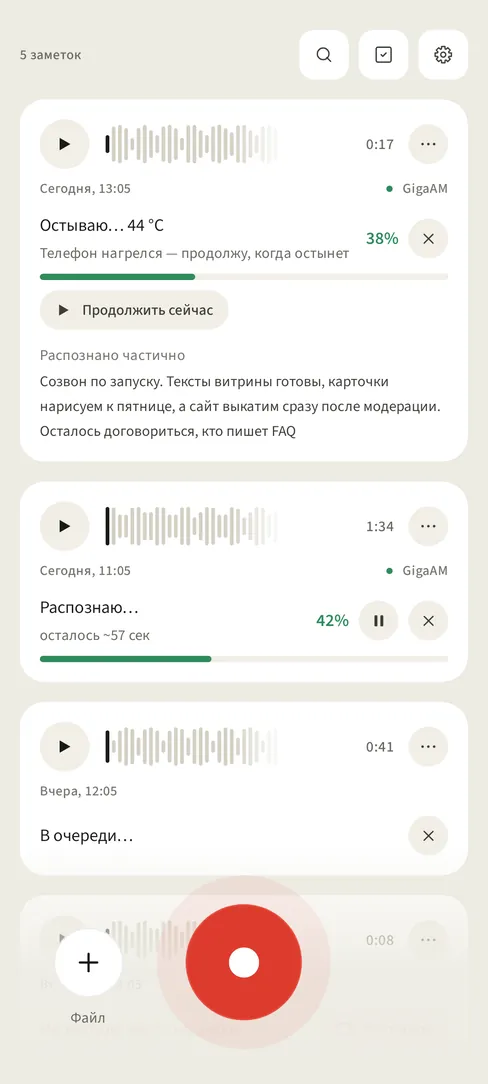 5 заметок
0:17
Сегодня, 13:05
GigaAM
Остываю... 44 °C
38%
Телефон нагрелся — продолжу, когда остынет
Продолжить сейчас
Распознано частично
Созвон по запуску. Тексты витрины готовы, карточки
нарисуем к пятнице, а сайт выкатим сразу после модерации.
Осталось договориться, кто пишет FAQ
1:34
Сегодня, 11:05
GigaAM
Распознаю...
42%
осталось ~57 сек
0:41
Вчера, 12:05
В очереди...
0:08
Файл